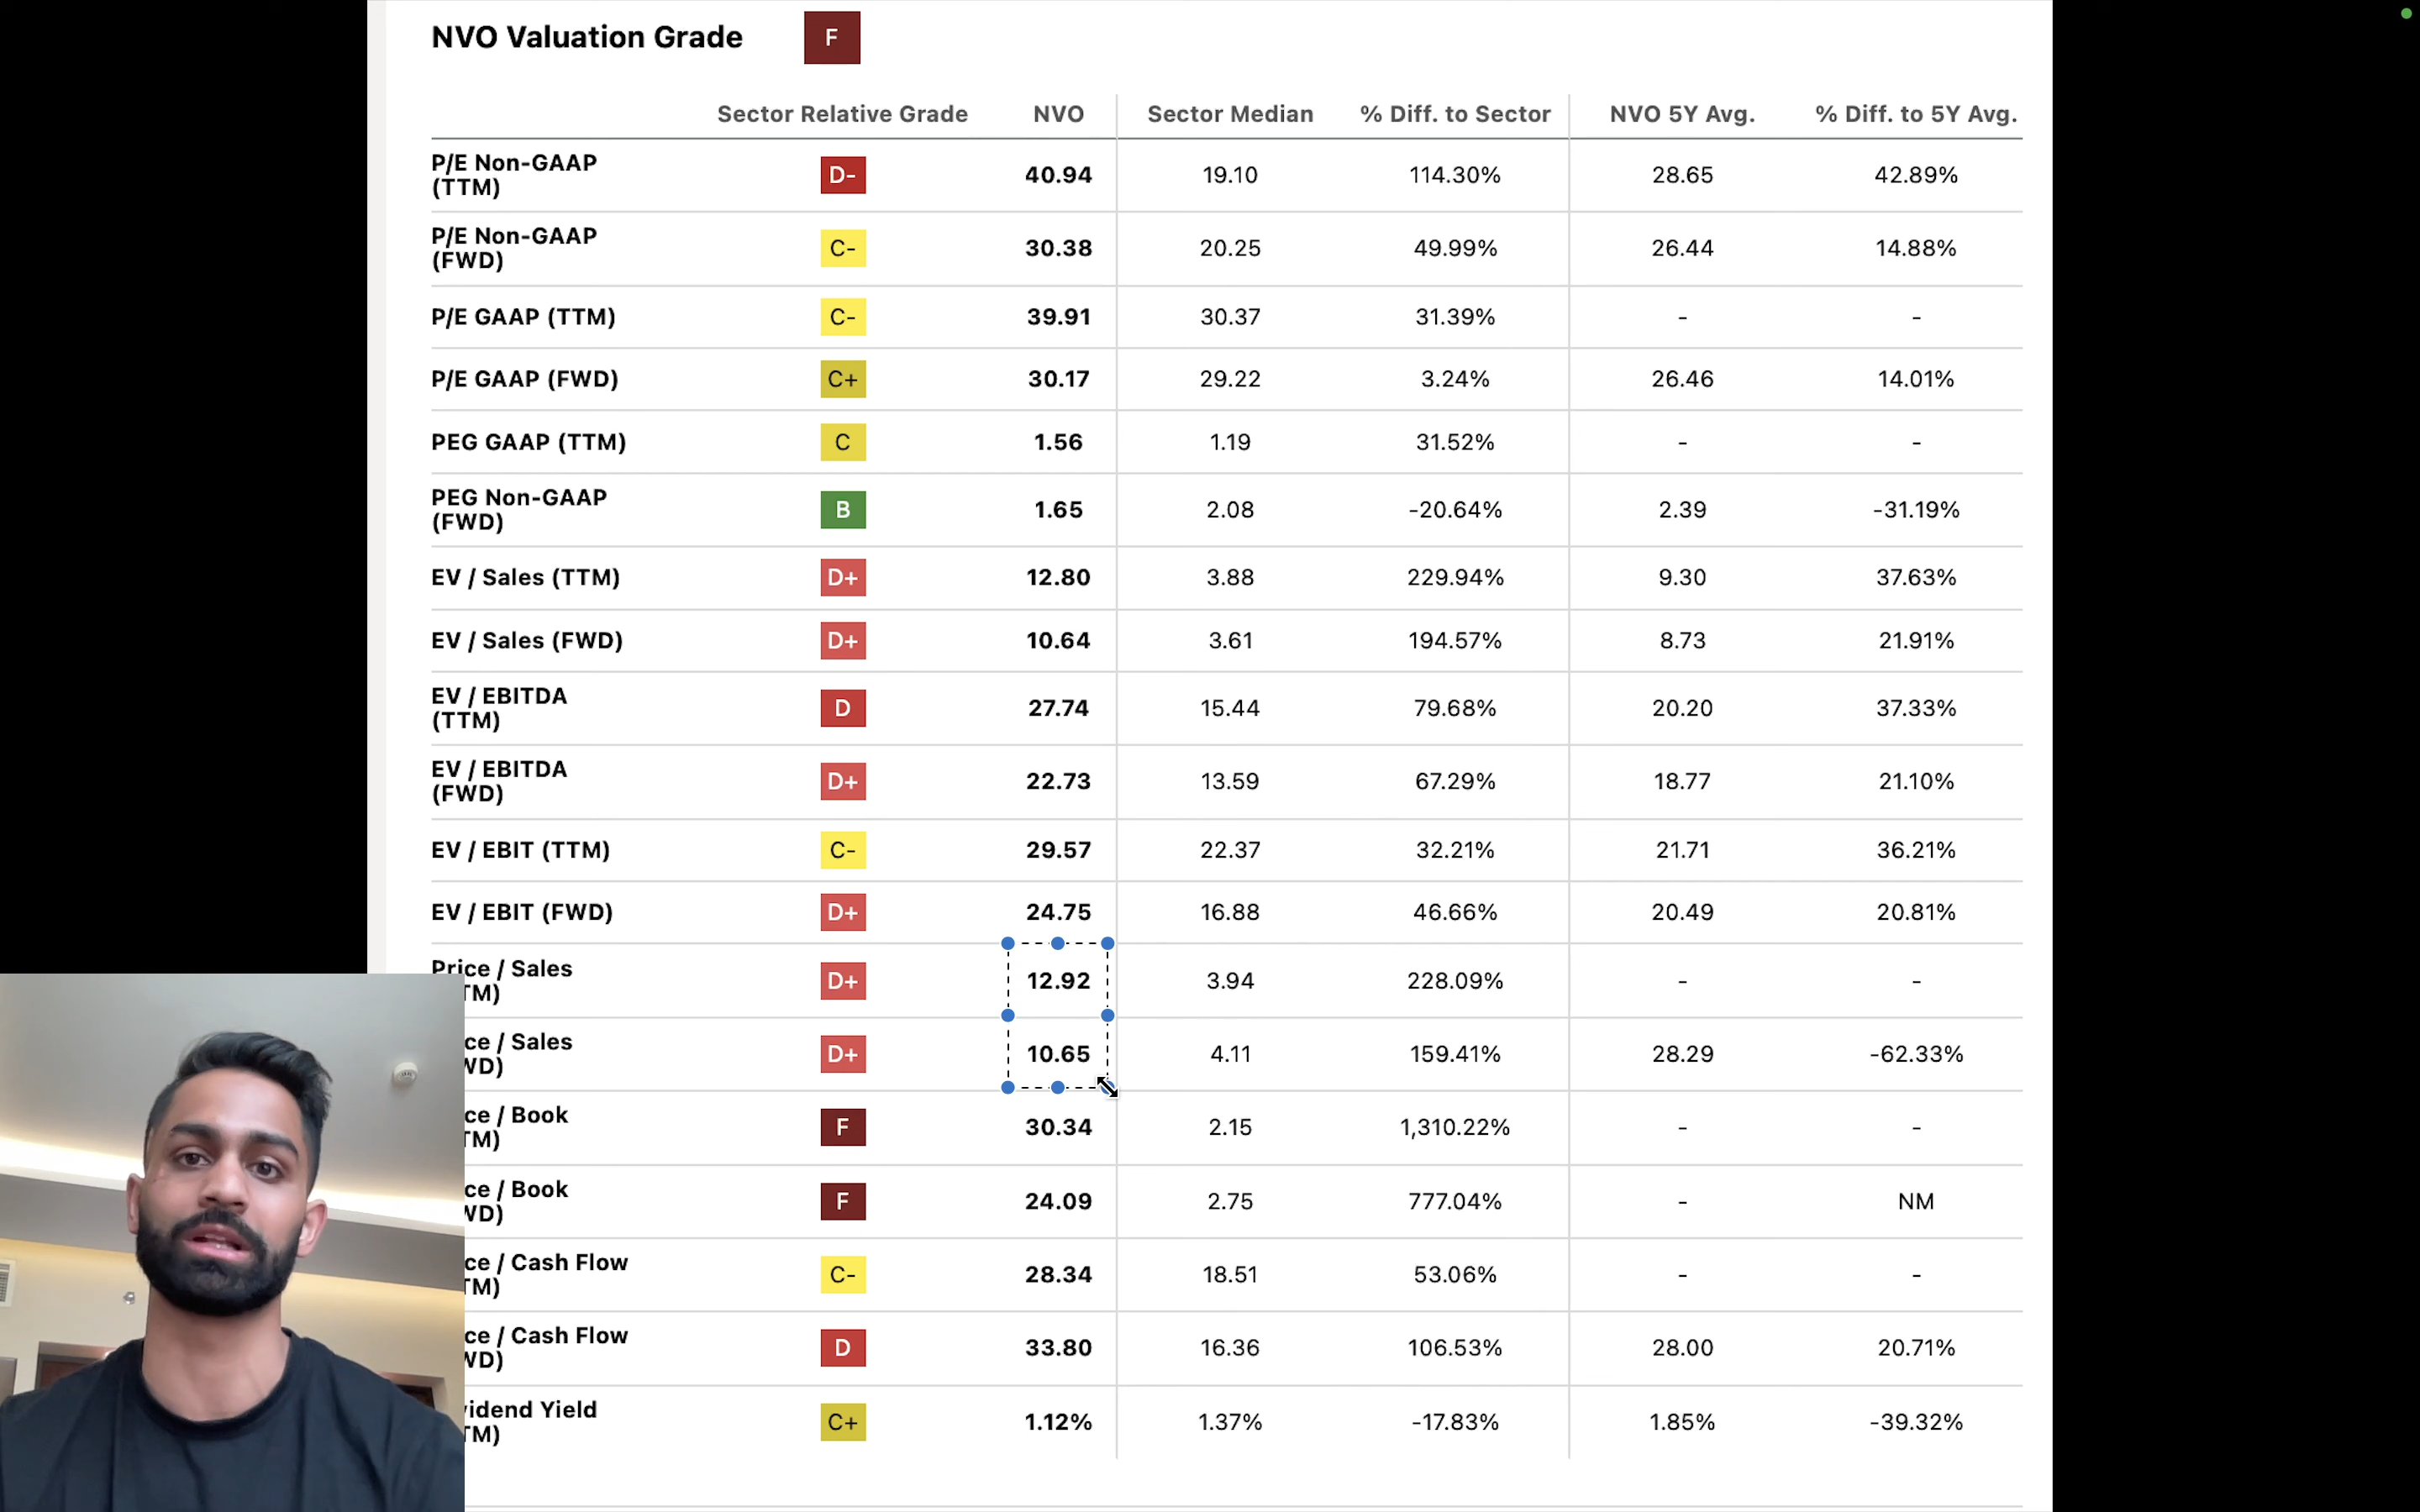 NVO Valuation Grade F
Sector Relative Grade NVO Sector Median % Diff. to Sector NVO 5Y Avg. % Diff. to 5Y Avg.
P/E Non-GAAP
(TTM) D- 40.94 19.10 114.30% 28.65 42.89%
P/E Non-GAAP
(FWD) C- 30.38 20.25 49.99% 26.44 14.88%
P/E GAAP (TTM) C- 39.91 30.37 31.39% - -
P/E GAAP (FWD) C+ 30.17 29.22 3.24% 26.46 14.01%
PEG GAAP (TTM) C 1.56 1.19 31.52% - -
PEG Non-GAAP
(FWD) B 1.65 2.08 -20.64% 2.39 -31.19%
EV / Sales (TTM) D+ 12.80 3.88 229.94% 9.30 37.63%
EV / Sales (FWD) D+ 10.64 3.61 194.57% 8.73 21.91%
EV / EBITDA
(TTM) D 27.74 15.44 79.68% 20.20 37.33%
EV / EBITDA
(FWD) D+ 22.73 13.59 67.29% 18.77 21.10%
EV / EBIT (TTM) C- 29.57 22.37 32.21% 21.71 36.21%
EV / EBIT (FWD) D+ 24.75 16.88 46.66% 20.49 20.81%
Price / Sales
TM) D+ 12.92 3.94 228.09% - -
ce / Sales
WD) D+ 10.65 4.11 159.41% 28.29 -62.33%
ce / Book
TM) F 30.34 2.15 1,310.22% - -
ce / Book
WD) F 24.09 2.75 777.04% - NM
ce / Cash Flow
TM) C- 28.34 18.51 53.06% - -
ce / Cash Flow
WD) D 33.80 16.36 106.53% 28.00 20.71%
vidend Yield
TM) C+ 1.12% 1.37% -17.83% 1.85% -39.32%